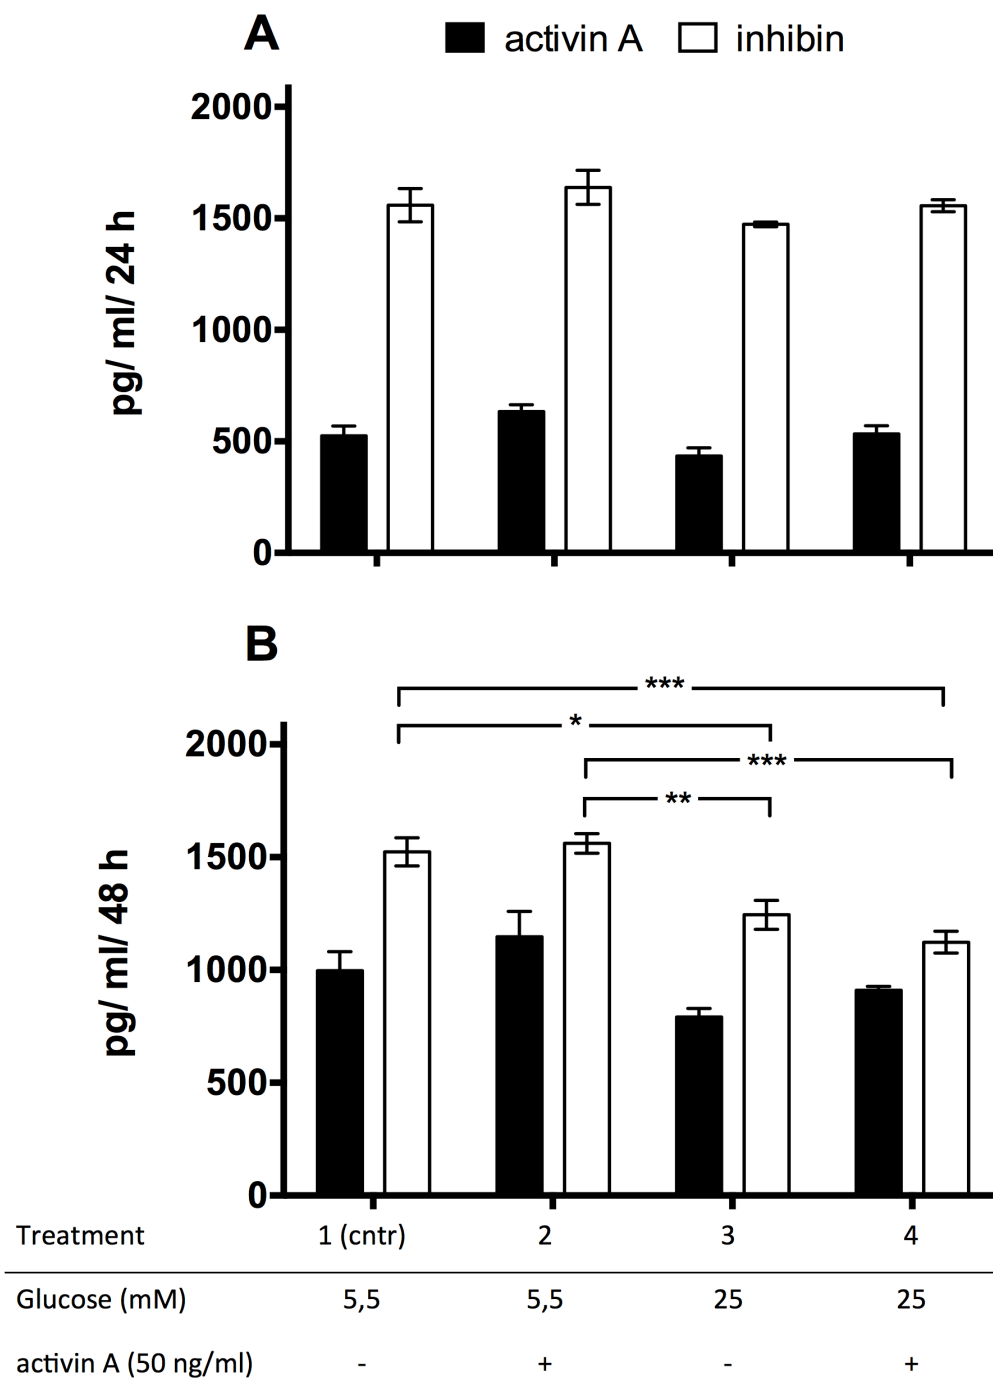 A
activin A inhibin
2000
1500
1000
500
0
pg/ ml/ 24 h
B
***
*
***
**
2000
1500
1000
500
0
pg/ ml/ 48 h
Treatment 1 (cntr) 2 3 4
Glucose (mM) 5,5 5,5 25 25
activin A (50 ng/ml) - + - +